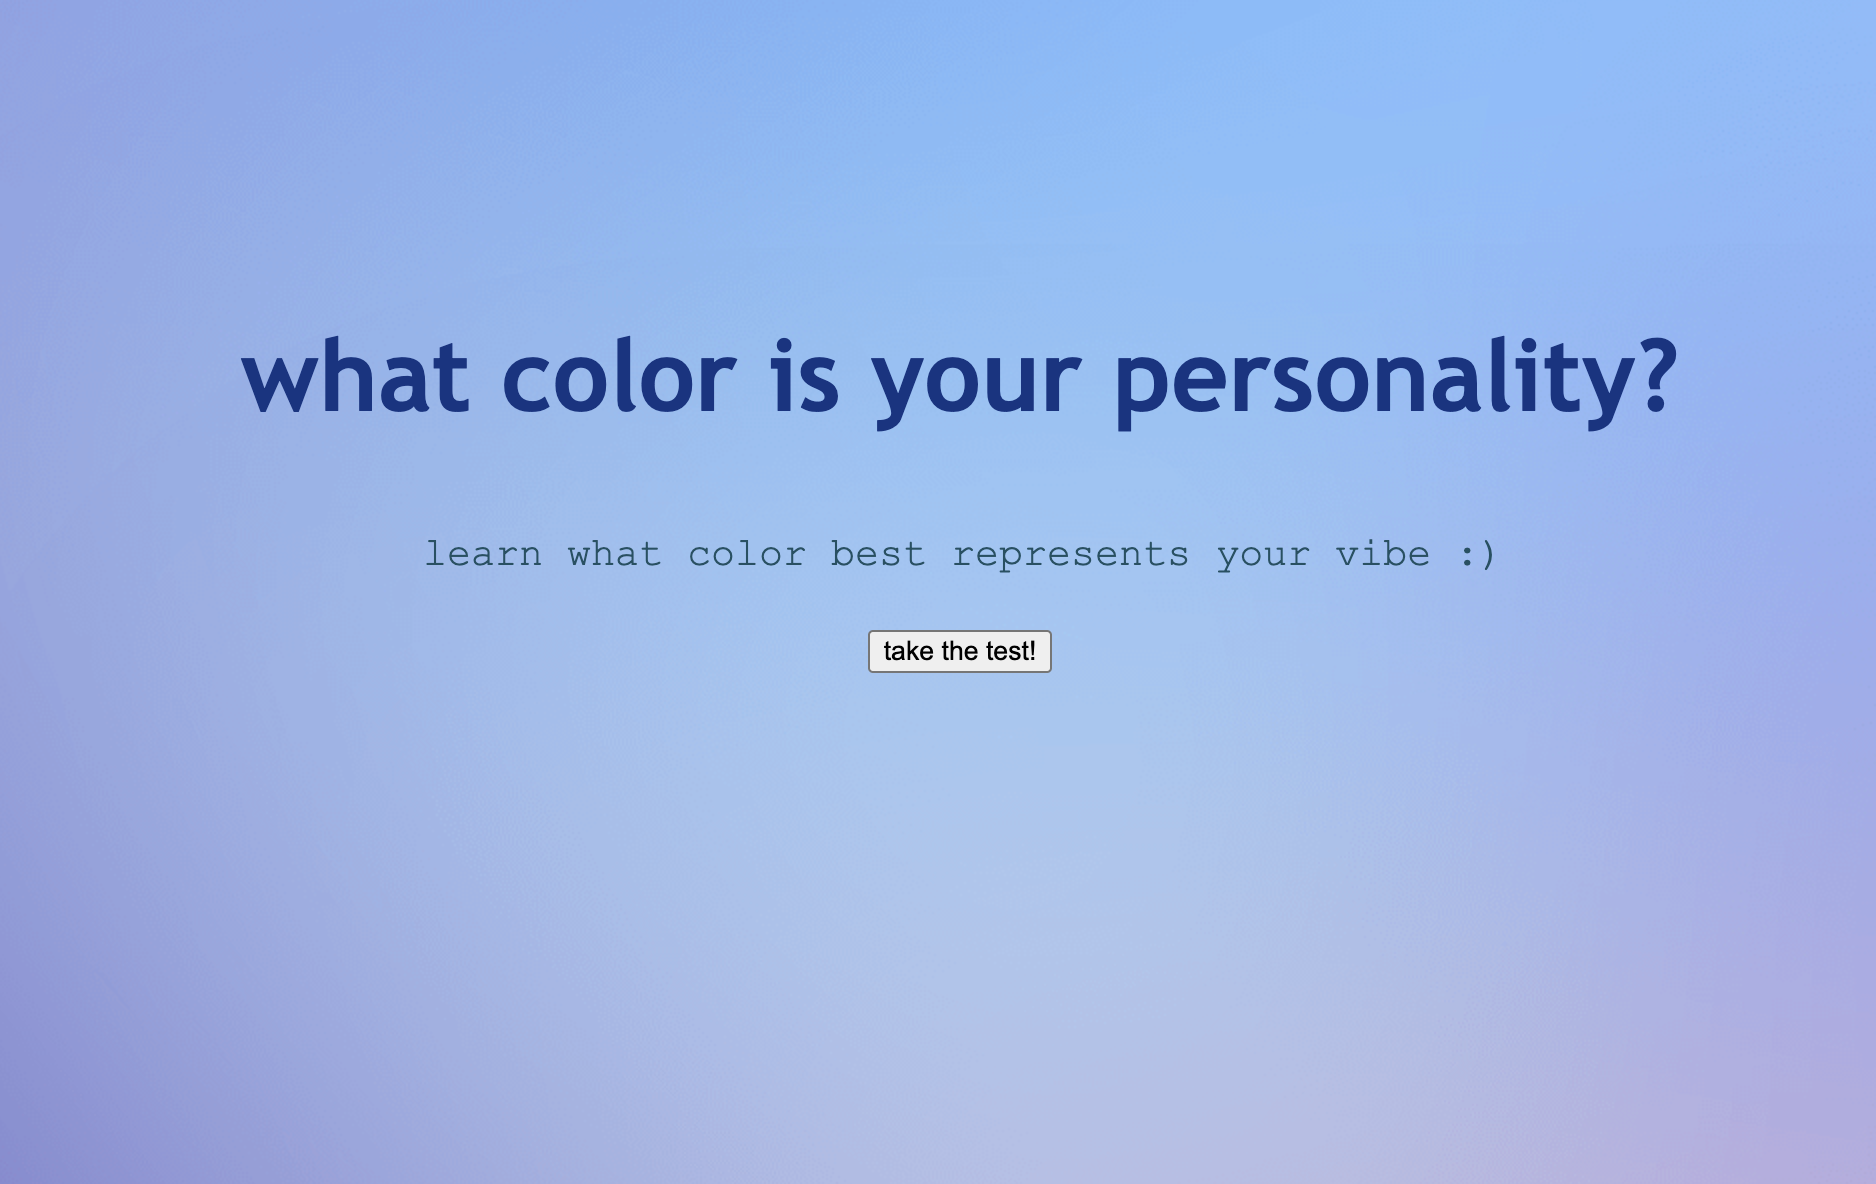 what color is your personality?
learn what color best represents your vibe :)
take the test!